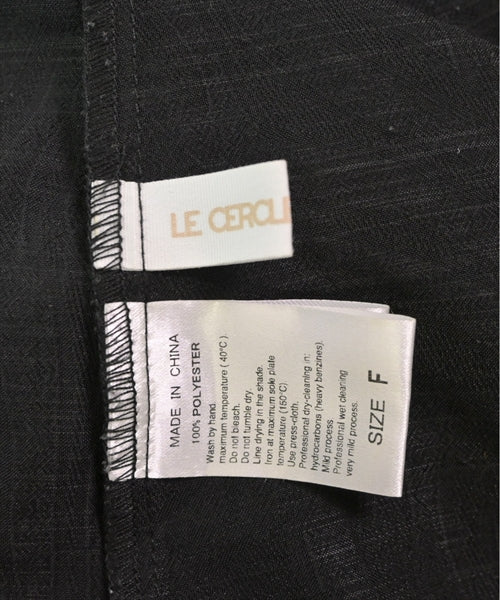 LE CERCL
MADE IN CHINA
100% POLYESTER
Wash by hand.
maximum temperature ( 40°C ).
Do not bleach.
Do not tumble dry.
Line drying in the shade.
Iron at maximum sole plate
temperature (150°C).
Use press-cloth.
Professional dry-cleaning in:
hydrocarbons (heavy benzines).
Mild process
Professional wet cleaning
very mild process.
SIZE F